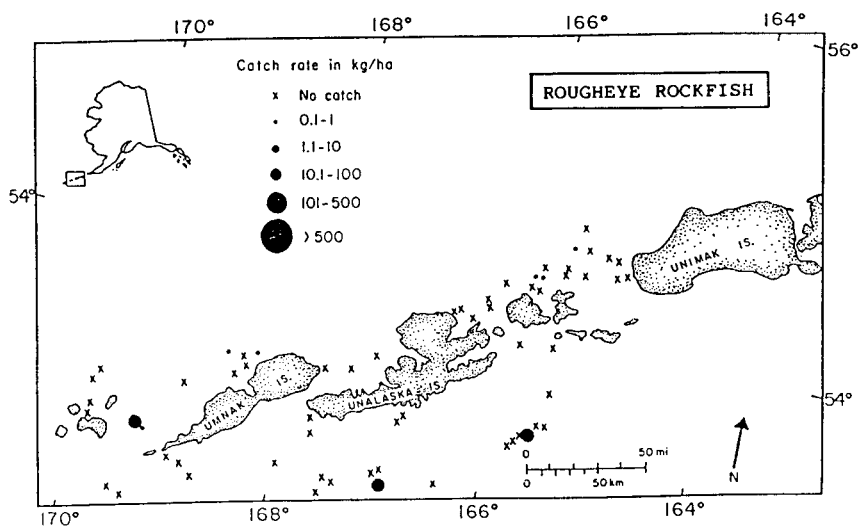 170° 168° 166° 164°
56°
Catch rate in kg/ha
x No catch
0.1-1
1.1-10
10.1-100
101-500
>500
ROUGHEYE ROCKFISH
54°
UNIMAK IS.
UMNAK IS.
UNALASKA IS.
54°
0 50 mi
0 50 km
N
170° 168° 166° 164°